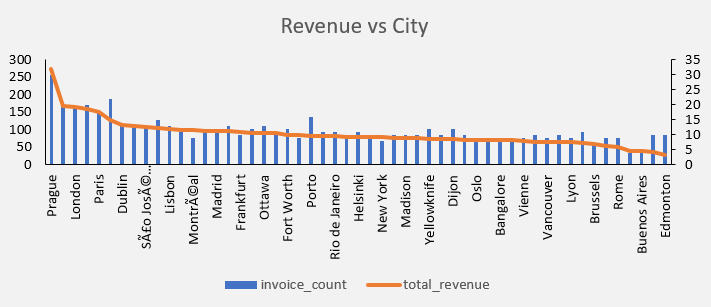 Revenue vs City
300
250
200
150
100
50
0
35
30
25
20
15
10
5
0
Prague
London
Paris
Dublin
SÃ£o JosÃ©…
Lisbon
MontrÃ©al
Madrid
Frankfurt
Ottawa
Fort Worth
Porto
Rio de Janeiro
Helsinki
New York
Madison
Yellowknife
Dijon
Oslo
Bangalore
Vienne
Vancouver
Lyon
Brussels
Rome
Buenos Aires
Edmonton
invoice_count total_revenue